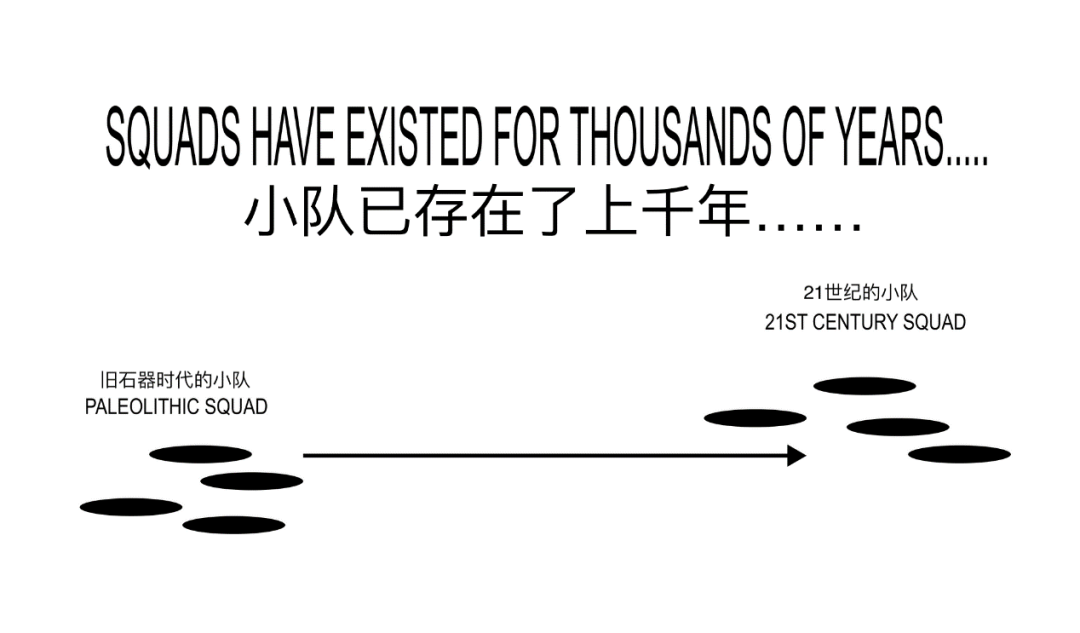 SQUADS HAVE EXISTED FOR THOUSANDS OF YEARS.....
小队已存在了上千年……
21世纪的小队
21ST CENTURY SQUAD
旧石器时代的小队
PALEOLITHIC SQUAD